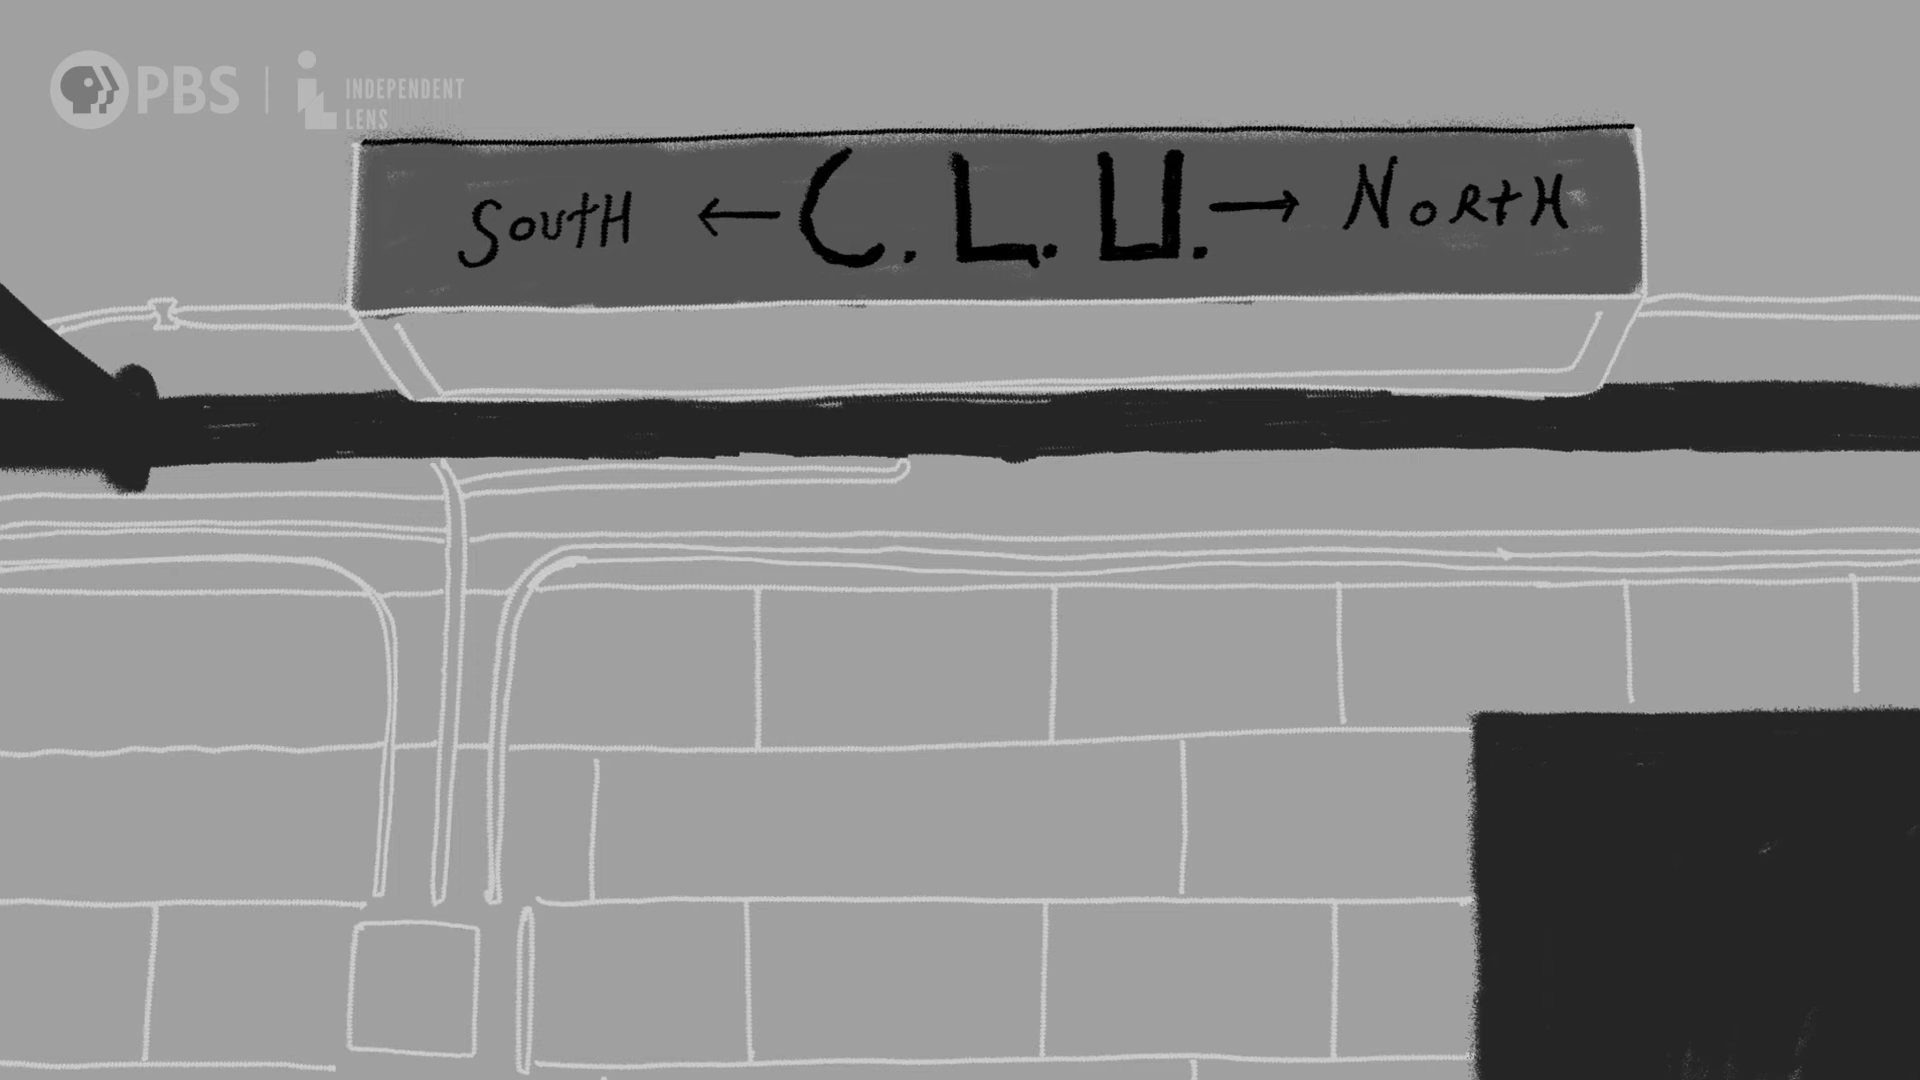 PBS
INDEPENDENT
LENS
SOUTH ← C. L. U. → NORTH